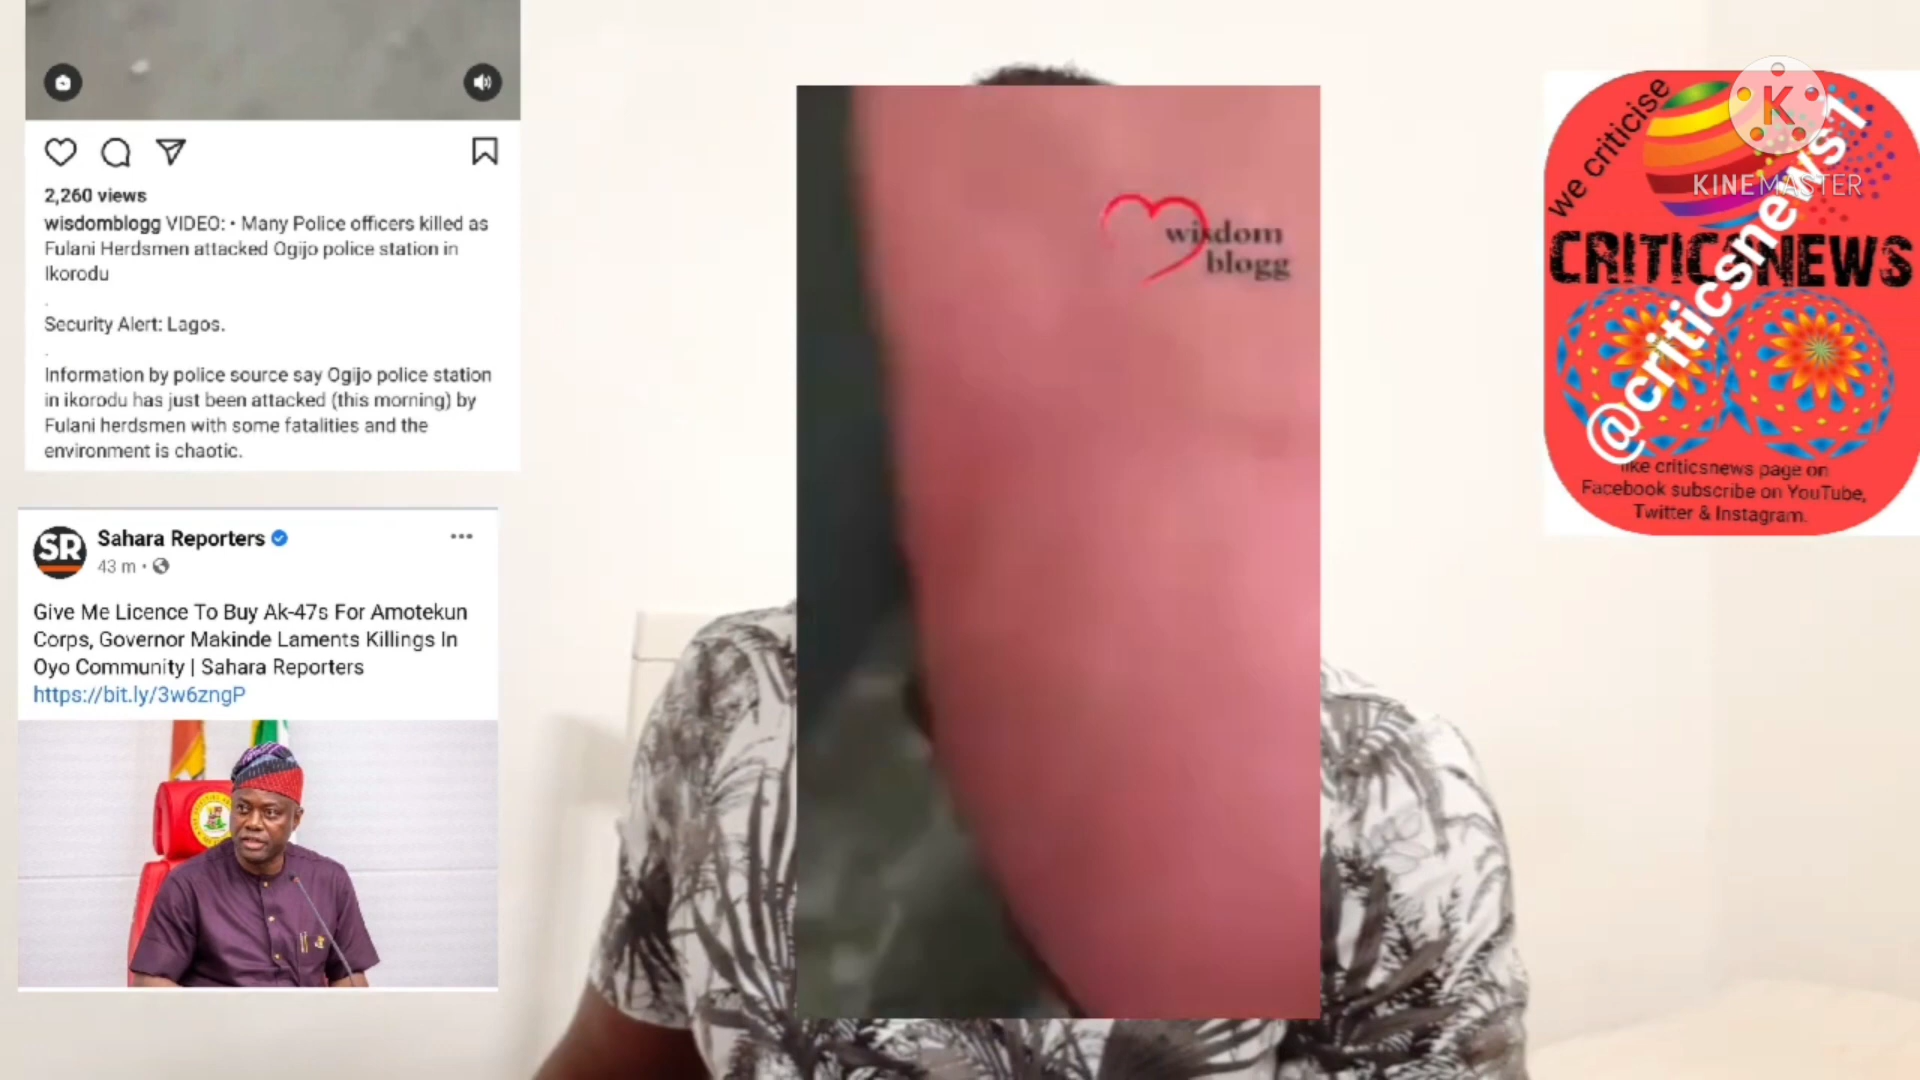 2,260 views
wisdomblogg VIDEO: • Many Police officers killed as
Fulani Herdsmen attacked Ogijo police station in
Ikorodu
.
Security Alert: Lagos.
.
Information by police source say Ogijo police station
in ikorodu has just been attacked (this morning) by
Fulani herdsmen with some fatalities and the
environment is chaotic.
SR
Sahara Reporters
43 m
Give Me Licence To Buy Ak-47s For Amotekun
Corps, Governor Makinde Laments Killings In
Oyo Community | Sahara Reporters
https://bit.ly/3w6zngP
wisdom
blogg
we criticise
K
KINEMASTER
CRITICSNEWS
@criticsnews1
like criticsnews page on
Facebook subscribe on YouTube,
Twitter & Instagram.